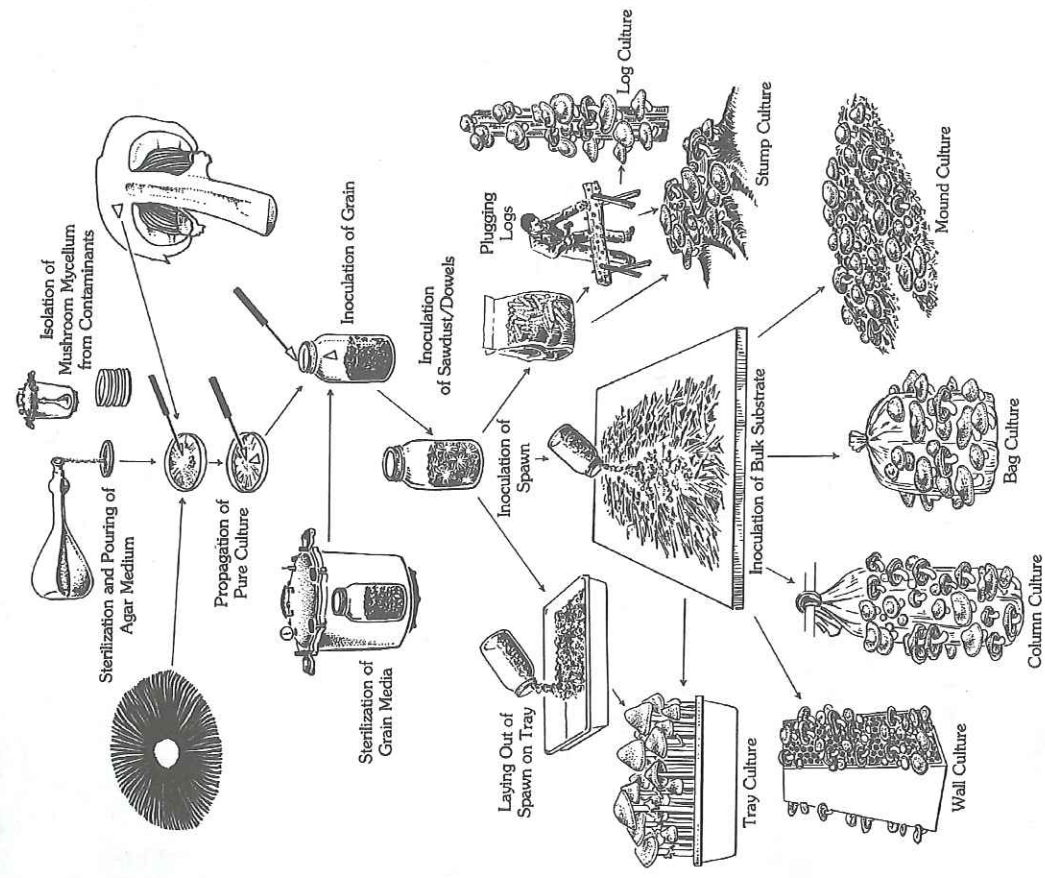 Isolation of
Mushroom Mycelium
from Contaminants
Sterilization and Pouring of
Agar Medium
Propagation of
Pure Culture
Inoculation of Grain
Sterilization of
Grain Media
Inoculation
of Sawdust/Dowels
Plugging
Logs
Log Culture
Inoculation of
Spawn
Stump Culture
Laying Out of
Spawn on Tray
Inoculation of Bulk Substrate
Mound Culture
Tray Culture
Wall Culture
Column Culture
Bag Culture